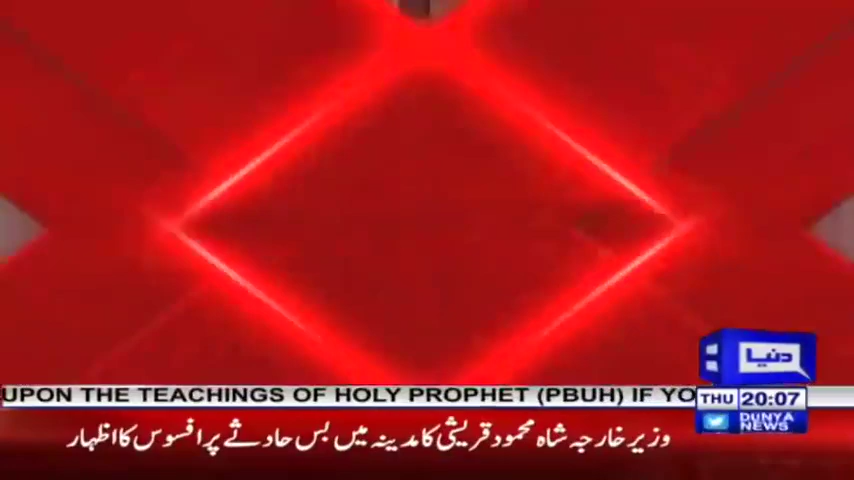 دنیا
UPON THE TEACHINGS OF HOLY PROPHET (PBUH) IF YO
THU 20:07
DUNYA NEWS
وزیر خارجہ شاہ محمود قریشی کا مدینہ میں بس حادثے پر افسوس کا اظہار